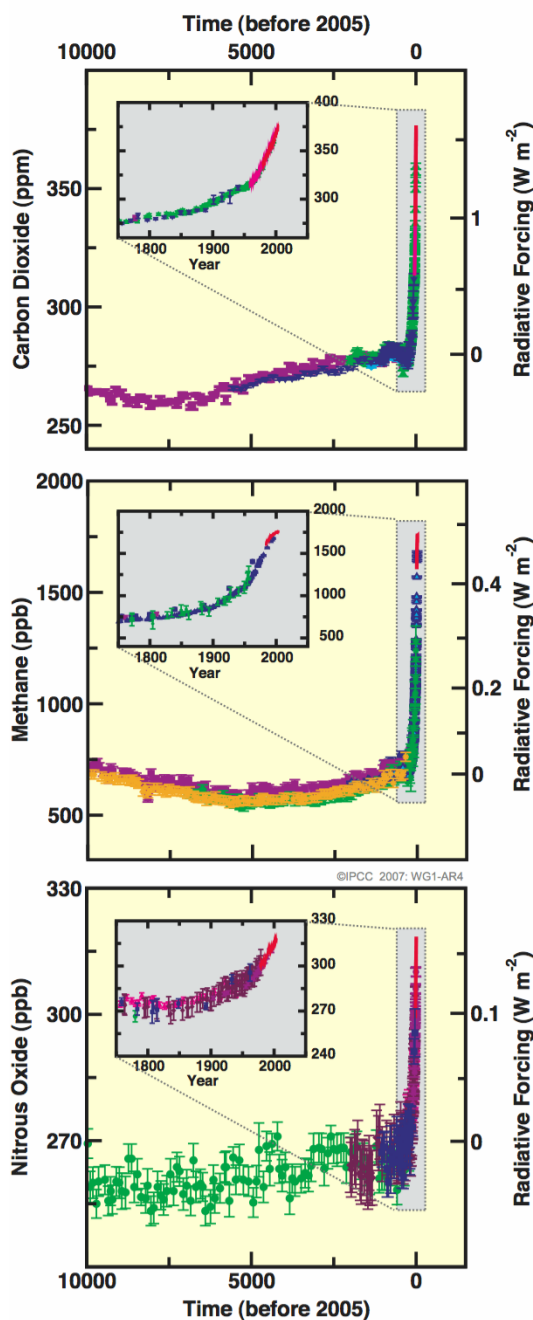 Time (before 2005)
10000 5000 0
Carbon Dioxide (ppm)
350
300
250
400
350
300
1800 1900 2000
Year
1
0
Radiative Forcing (W m-2)
Methane (ppb)
2000
1500
1000
500
2000
1500
1000
500
1800 1900 2000
Year
0.4
0.2
0
Radiative Forcing (W m-2)
©IPCC 2007: WG1-AR4
Nitrous Oxide (ppb)
330
300
270
240
330
300
270
240
1800 1900 2000
Year
0.1
0
Radiative Forcing (W m-2)
10000 5000 0
Time (before 2005)